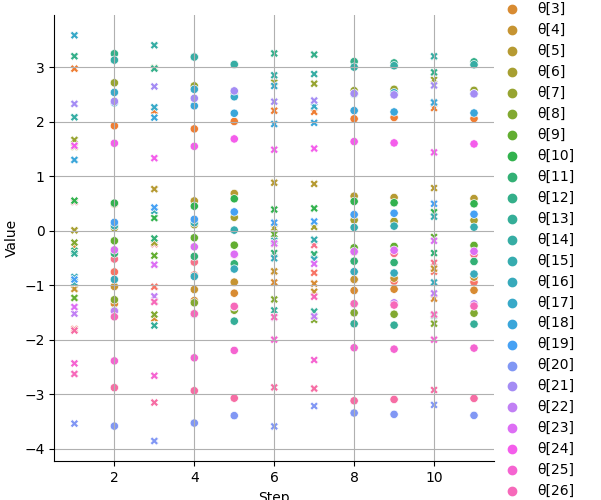 3
2
1
0
−1
−2
−3
−4
Value
2
4
6
8
10
Step
θ[3]
θ[4]
θ[5]
θ[6]
θ[7]
θ[8]
θ[9]
θ[10]
θ[11]
θ[12]
θ[13]
θ[14]
θ[15]
θ[16]
θ[17]
θ[18]
θ[19]
θ[20]
θ[21]
θ[22]
θ[23]
θ[24]
θ[25]
θ[26]